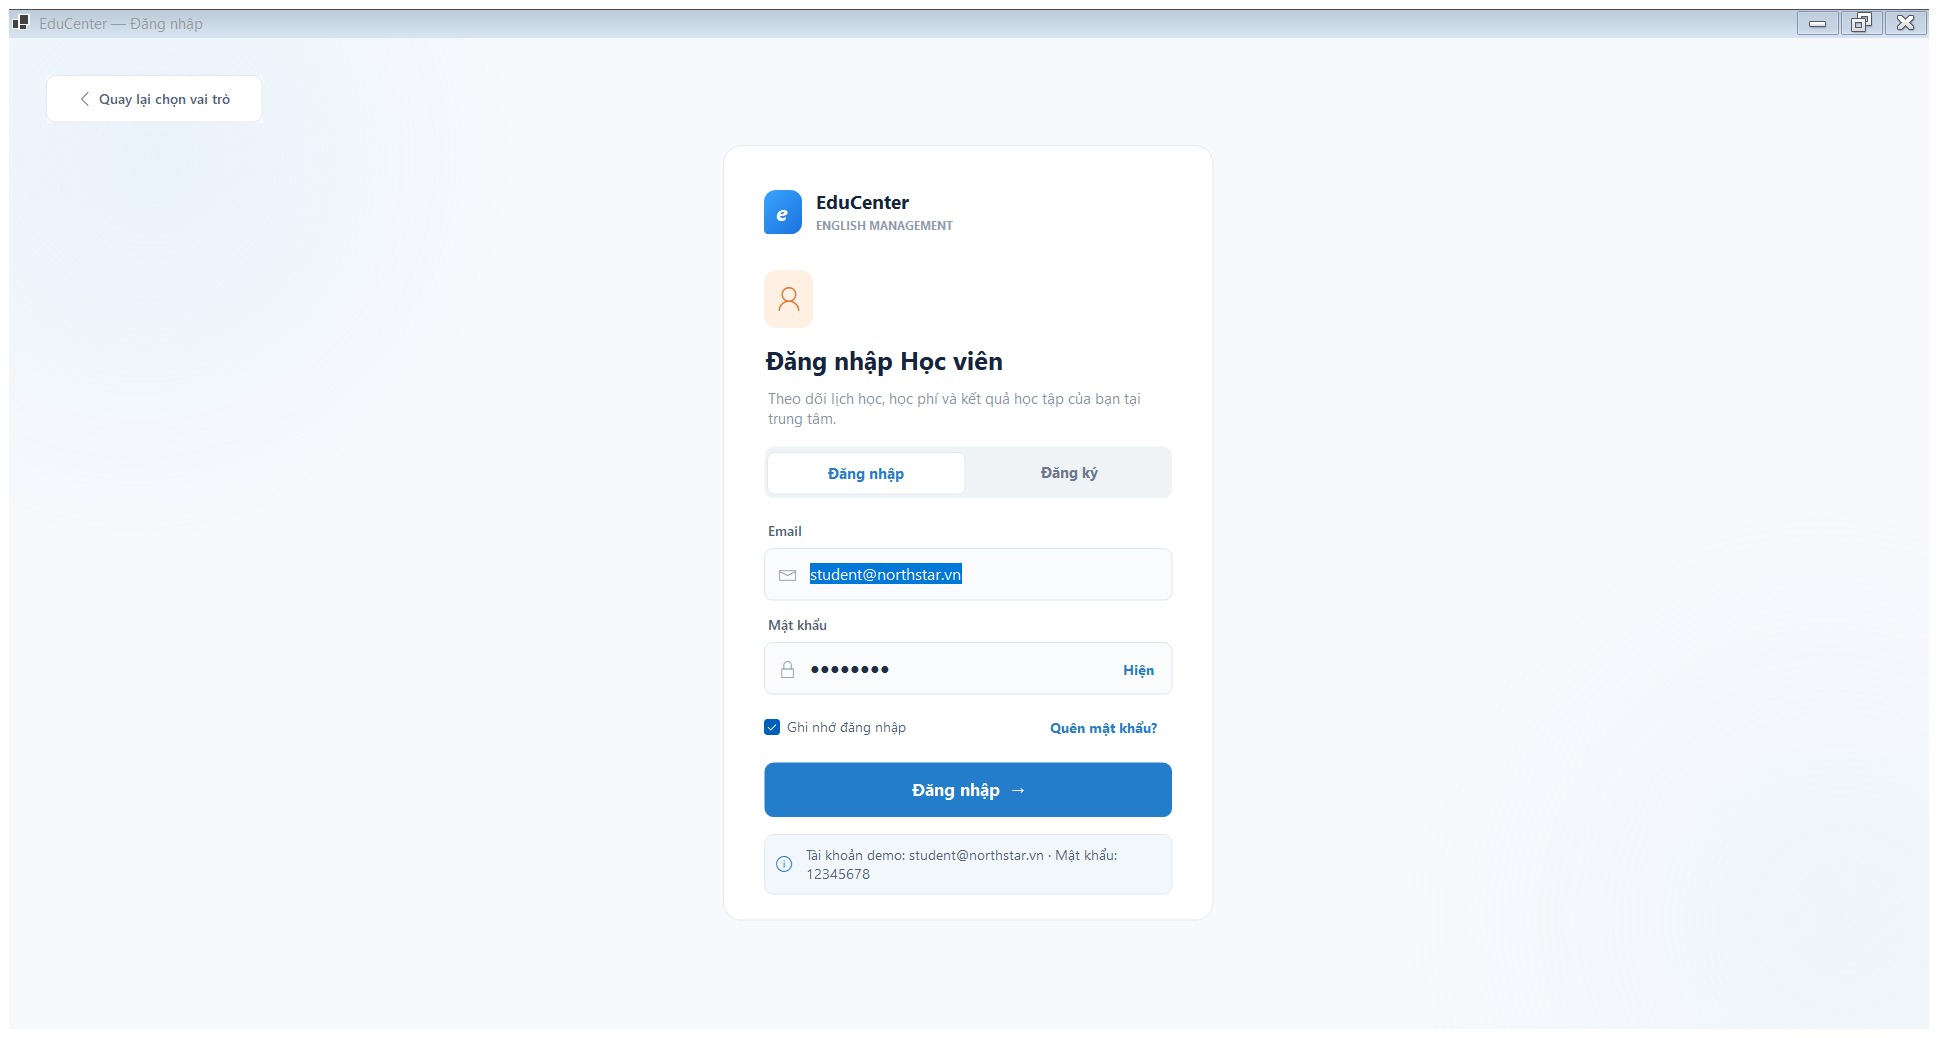 EduCenter — Đăng nhập
Quay lại chọn vai trò
e
EduCenter
ENGLISH MANAGEMENT
Đăng nhập Học viên
Theo dõi lịch học, học phí và kết quả học tập của bạn tại
trung tâm.
Đăng nhập
Đăng ký
Email
student@northstar.vn
Mật khẩu
●●●●●●●●
Hiện
Ghi nhớ đăng nhập
Quên mật khẩu?
Đăng nhập →
Tài khoản demo: student@northstar.vn · Mật khẩu:
12345678